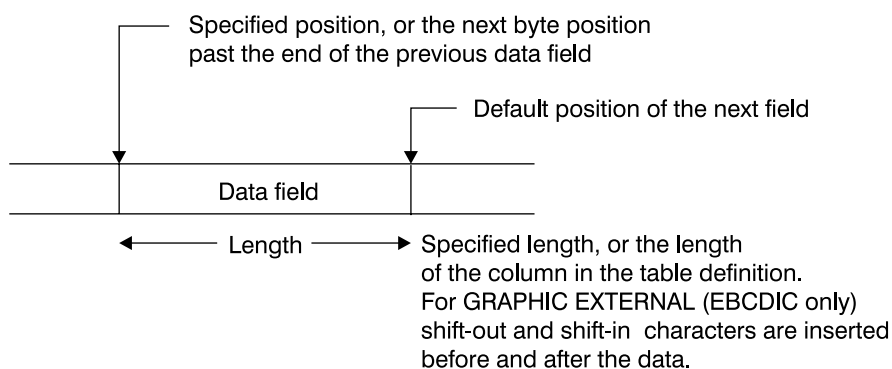 Specified position, or the next byte position
past the end of the previous data field
Default position of the next field
Data field
Length
Specified length, or the length
of the column in the table definition.
For GRAPHIC EXTERNAL (EBCDIC only)
shift-out and shift-in characters are inserted
before and after the data.